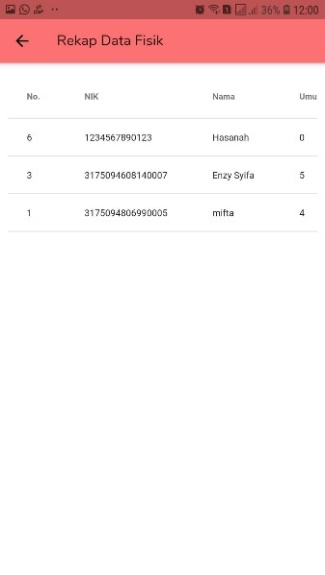 36% 12:00
Rekap Data Fisik
No. NIK Nama Umu
6 1234567890123 Hasanah 0
3 3175094608140007 Enzy Syifa 5
1 3175094806990005 mifta 4